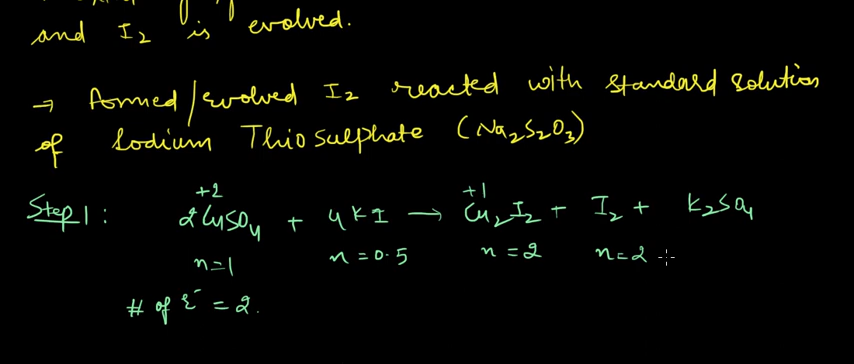 and I₂ is evolved.
→ formed/evolved I₂ reacted with standard solution
of Sodium Thiosulphate (Na₂S₂O₃)
+2 +1
Step 1: 2CuSO₄ + 4KI → Cu₂I₂ + I₂ + K₂SO₄
n=1 n=0.5 n=2 n=2
# of e⁻ = 2.